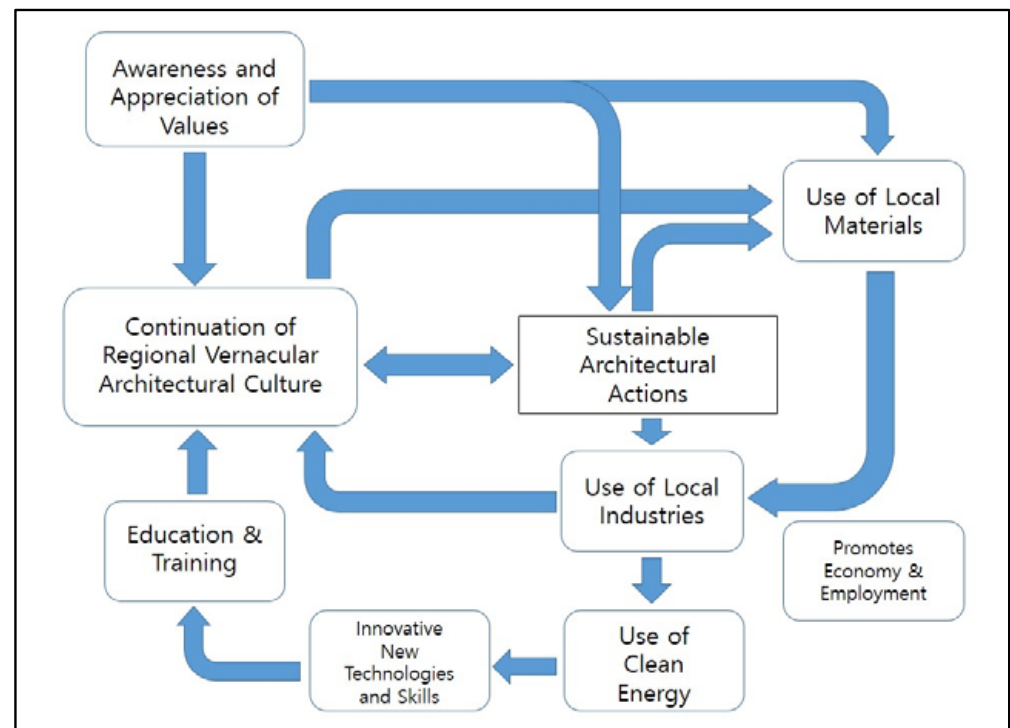 Awareness and
Appreciation of
Values
Use of Local
Materials
Continuation of
Regional Vernacular
Architectural Culture
Sustainable
Architectural
Actions
Use of Local
Industries
Education &
Training
Promotes
Economy &
Employment
Innovative
New
Technologies
and Skills
Use of
Clean
Energy